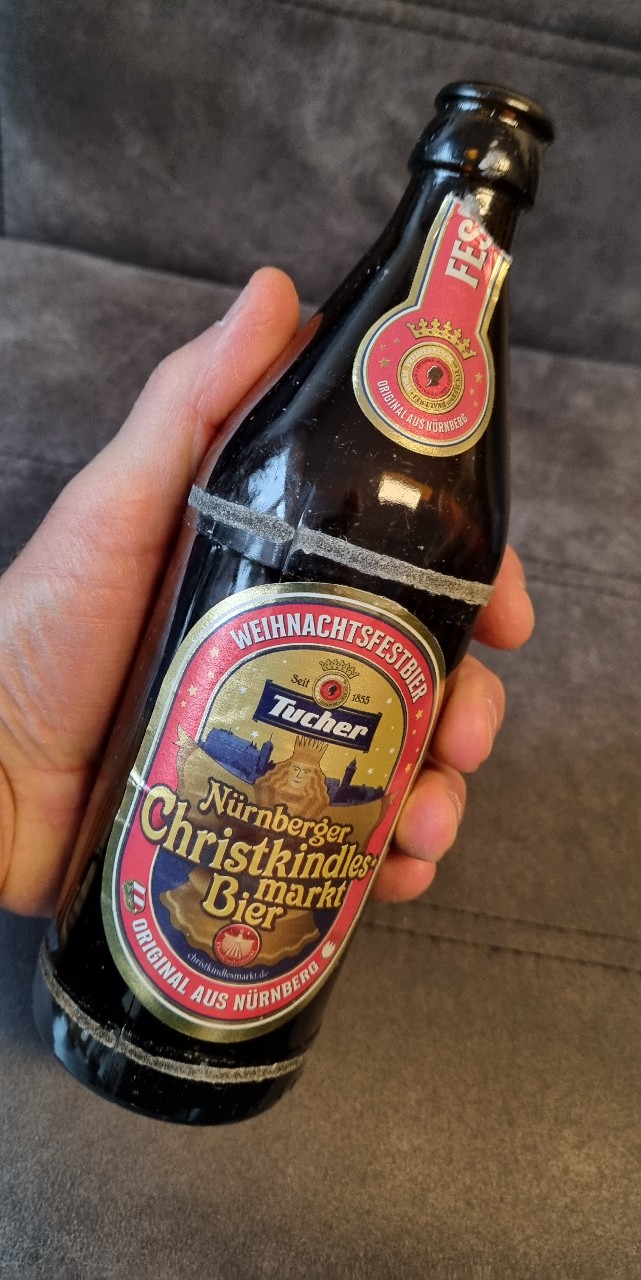 FES
ORIGINAL AUS NÜRNBERG
WEIHNACHTSFESTBIER
Seit 1855
Tucher
Nürnberger
Christkindles-
markt
Bier
christkindlesmarkt.de
ORIGINAL AUS NÜRNBERG